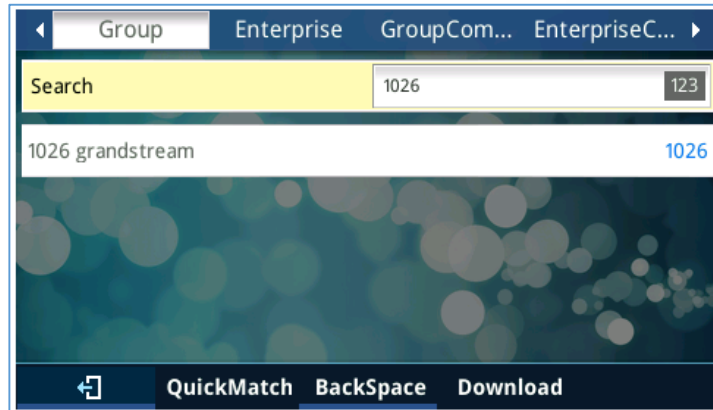 Group Enterprise GroupCom... EnterpriseC...
Search 1026 123
1026 grandstream 1026
QuickMatch BackSpace Download